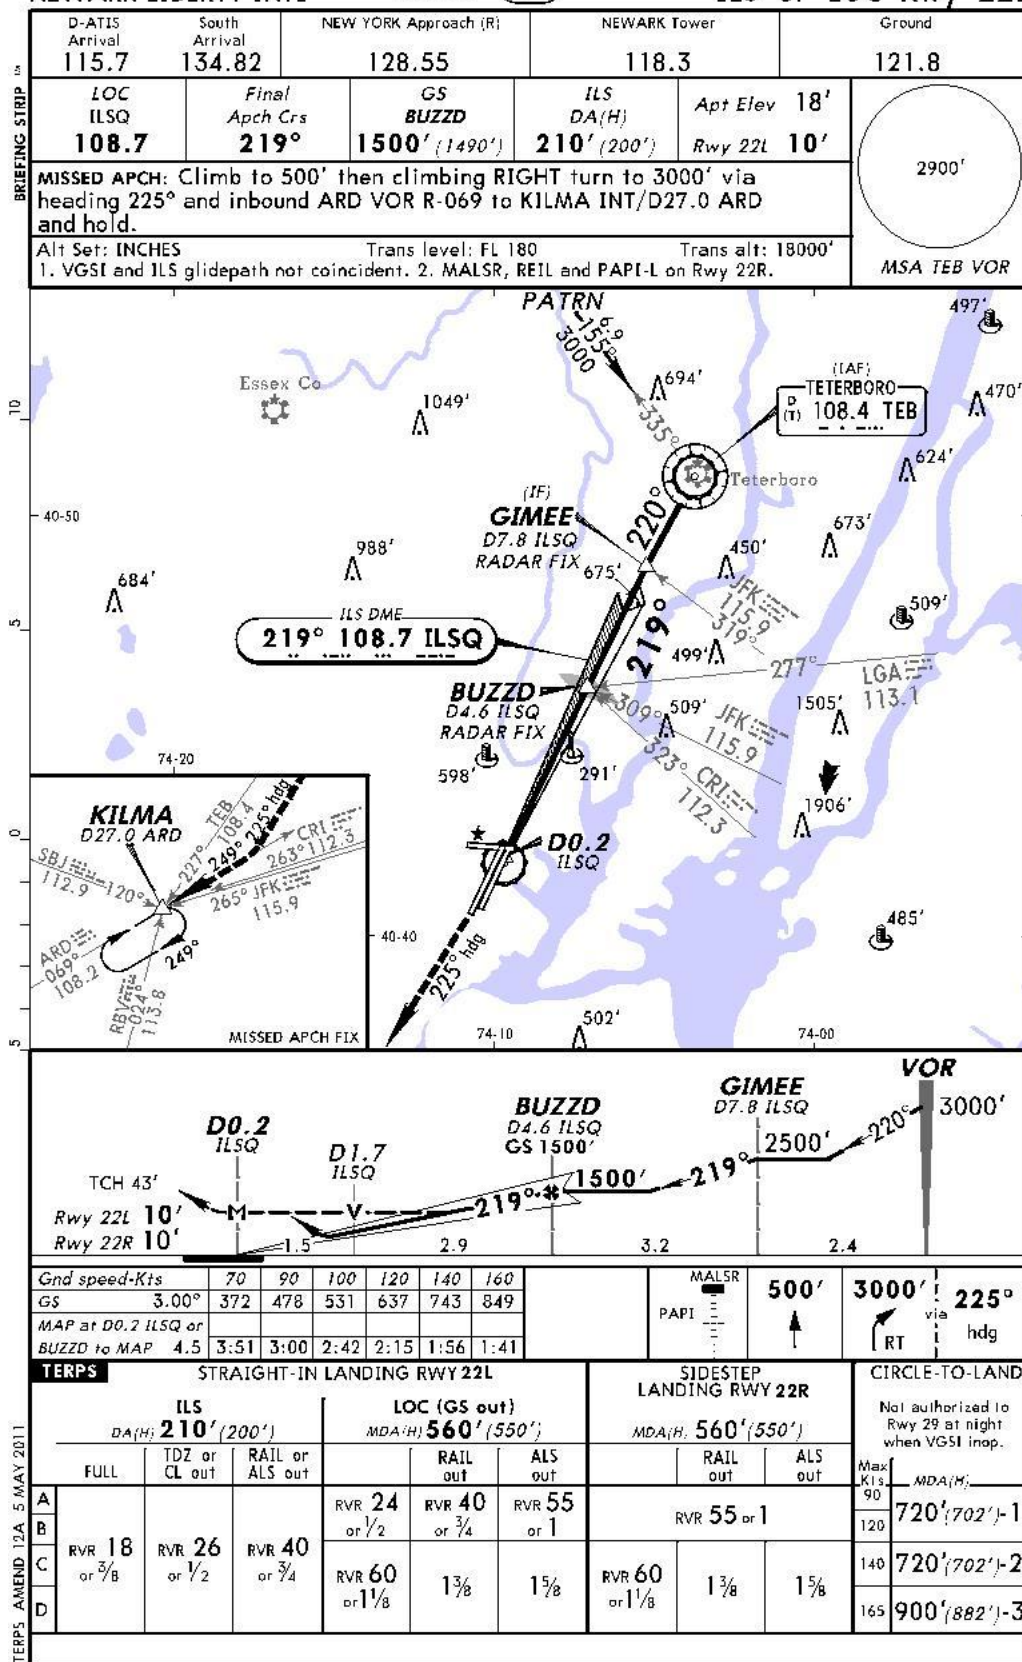 D-ATIS Arrival 115.7
South Arrival 134.82
NEW YORK Approach (R) 128.55
NEWARK Tower 118.3
Ground 121.8
BRIEFING STRIP
LOC ILSQ 108.7
Final Apch Crs 219°
GS BUZZD 1500' (1490')
ILS DA(H) 210' (200')
Apt Elev 18'
Rwy 22L 10'
2900'
MSA TEB VOR
MISSED APCH: Climb to 500' then climbing RIGHT turn to 3000' via
heading 225° and inbound ARD VOR R-069 to KILMA INT/D27.0 ARD
and hold.
Alt Set: INCHES Trans level: FL 180 Trans alt: 18000'
1. VGSI and ILS glidepath not coincident. 2. MALSR, REIL and PAPI-L on Rwy 22R.
PATRN
6.9
155°
3000
497'
694'
(IAF)
TETERBORO
D (T) 108.4 TEB
470'
Essex Co
1049'
335°
624'
Teterboro
10
40-50
(IF)
GIMEE
D7.8 ILSQ
RADAR FIX
220°
673'
988'
450'
684'
675'
JFK
115.9
319°
509'
5
ILS DME
219° 108.7 ILSQ
219°
499'
277°
LGA
113.1
BUZZD
D4.6 ILSQ
RADAR FIX
309°
509'
JFK
115.9
1505'
323°
CRI
112.3
74-20
598'
291'
1906'
0
KILMA
D27.0 ARD
TEB
108.4
227°
249°
225° hdg
CRI
263° 112.3
SBJ
112.9
120°
265° JFK
115.9
ARD
069°
108.2
249°
RBV
024°
113.8
MISSED APCH FIX
D0.2
ILSQ
485'
40-40
225° hdg
74-10
502'
74-00
5
VOR
3000'
220°
GIMEE
D7.8 ILSQ
2500'
219°
BUZZD
D4.6 ILSQ
GS 1500'
1500'
219°
D0.2
ILSQ
D1.7
ILSQ
TCH 43'
M
V
Rwy 22L 10'
Rwy 22R 10'
1.5 2.9 3.2 2.4
Gnd speed-Kts 70 90 100 120 140 160
GS 3.00° 372 478 531 637 743 849
MAP at D0.2 ILSQ or
BUZZD to MAP 4.5 3:51 3:00 2:42 2:15 1:56 1:41
MALSR
PAPI
500'
3000'
RT
via
225°
hdg
TERPS
STRAIGHT-IN LANDING RWY 22L
SIDESTEP
LANDING RWY 22R
CIRCLE-TO-LAND
ILS
DA(H) 210' (200')
LOC (GS out)
MDA(H) 560' (550')
MDA(H) 560' (550')
Not authorized to
Rwy 29 at night
when VGSI inop.
FULL
TDZ or CL out
RAIL or ALS out
RAIL out
ALS out
RAIL out
ALS out
Max Kts
MDA(H)
A
B
C
D
RVR 18 or 3/8
RVR 26 or 1/2
RVR 40 or 3/4
RVR 24 or 1/2
RVR 40 or 3/4
RVR 55 or 1
RVR 55 or 1
RVR 60 or 1 1/8
1 3/8
1 5/8
RVR 60 or 1 1/8
1 3/8
1 5/8
90
120
720' (702')-1
140 720' (702')-2
165 900' (882')-3
TERPS AMEND 12A 5 MAY 2011